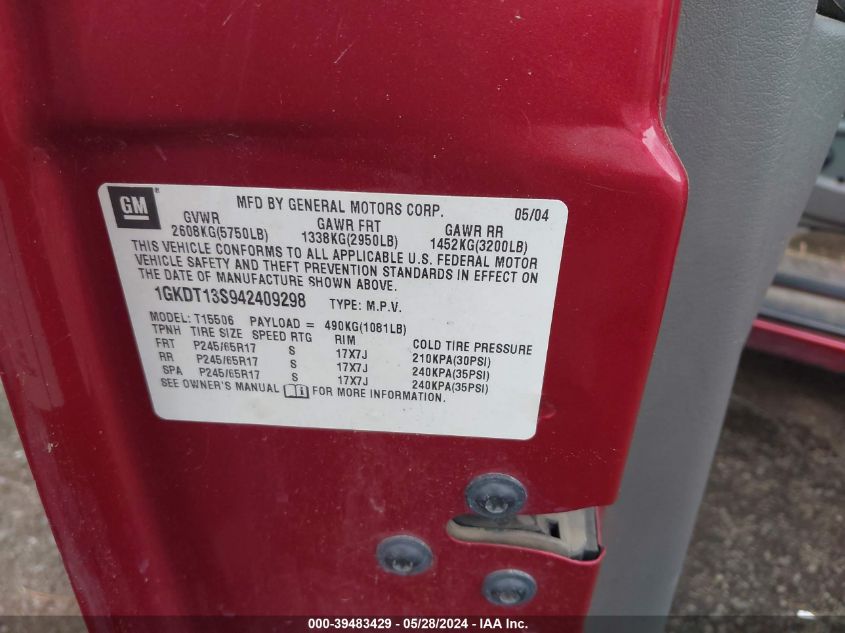 GM ® MFD BY GENERAL MOTORS CORP. 05/04
GVWR GAWR FRT GAWR RR
2608KG(5750LB) 1338KG(2950LB) 1452KG(3200LB)
THIS VEHICLE CONFORMS TO ALL APPLICABLE U.S. FEDERAL MOTOR
VEHICLE SAFETY AND THEFT PREVENTION STANDARDS IN EFFECT ON
THE DATE OF MANUFACTURE SHOWN ABOVE.
1GKDT13S942409298 TYPE: M.P.V.
MODEL: T15506 PAYLOAD = 490KG(1081LB)
TPNH TIRE SIZE SPEED RTG RIM COLD TIRE PRESSURE
FRT P245/65R17 S 17X7J 210KPA(30PSI)
RR P245/65R17 S 17X7J 240KPA(35PSI)
SPA P245/65R17 S 17X7J 240KPA(35PSI)
SEE OWNER'S MANUAL FOR MORE INFORMATION.
000-39483429 - 05/28/2024 - IAA Inc.